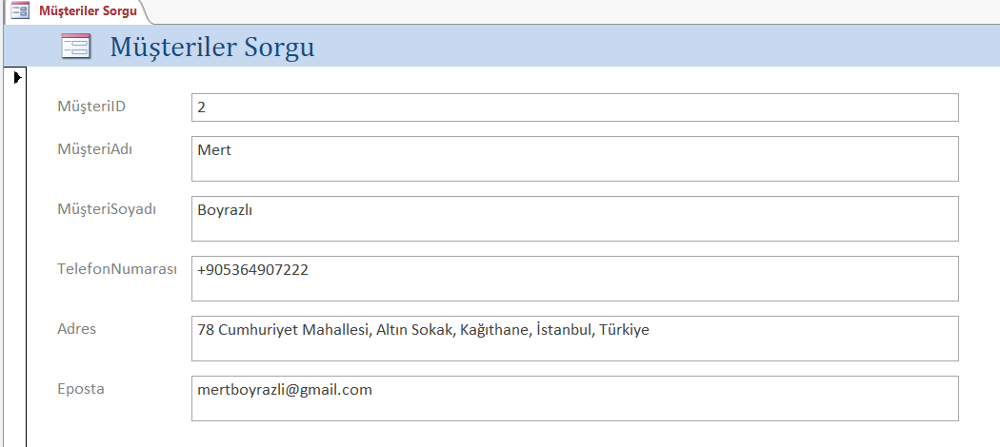 Müşteriler Sorgu
Müşteriler Sorgu
MüşteriID 2
MüşteriAdı Mert
MüşteriSoyadı Boyrazlı
TelefonNumarası +905364907222
Adres 78 Cumhuriyet Mahallesi, Altın Sokak, Kağıthane, İstanbul, Türkiye
Eposta mertboyrazli@gmail.com